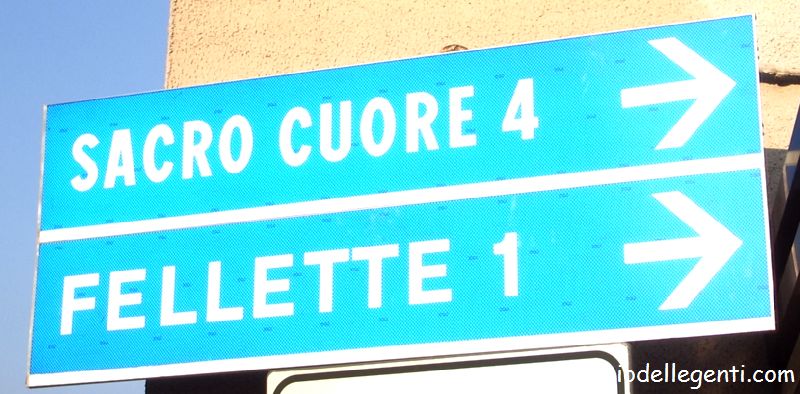 SACRO CUORE 4
FELLETTE 1
iodellegenti.com